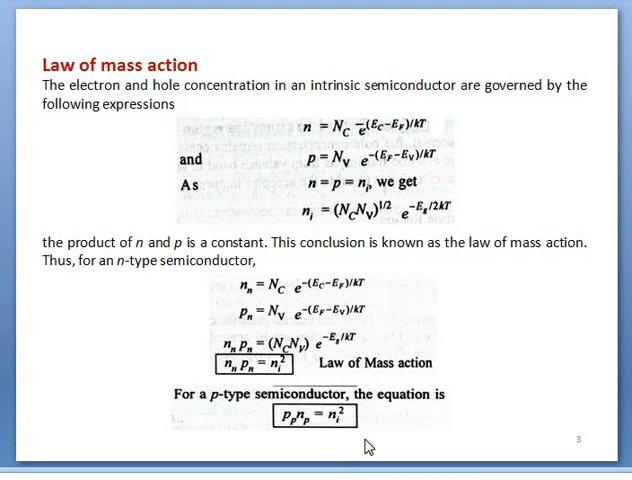 Law of mass action
The electron and hole concentration in an intrinsic semiconductor are governed by the
following expressions
n = N_C e^-(E_C-E_F)/kT
and p = N_V e^-(E_F-E_V)/kT
As n = p = n_i, we get
n_i = (N_C N_V)^1/2 e^-E_g/2kT
the product of n and p is a constant. This conclusion is known as the law of mass action.
Thus, for an n-type semiconductor,
n_n = N_C e^-(E_C-E_F)/kT
P_n = N_V e^-(E_F-E_V)/kT
n_n P_n = (N_C N_V) e^-E_g/kT
n_n P_n = n_i^2 Law of Mass action
For a p-type semiconductor, the equation is
P_p n_p = n_i^2
3